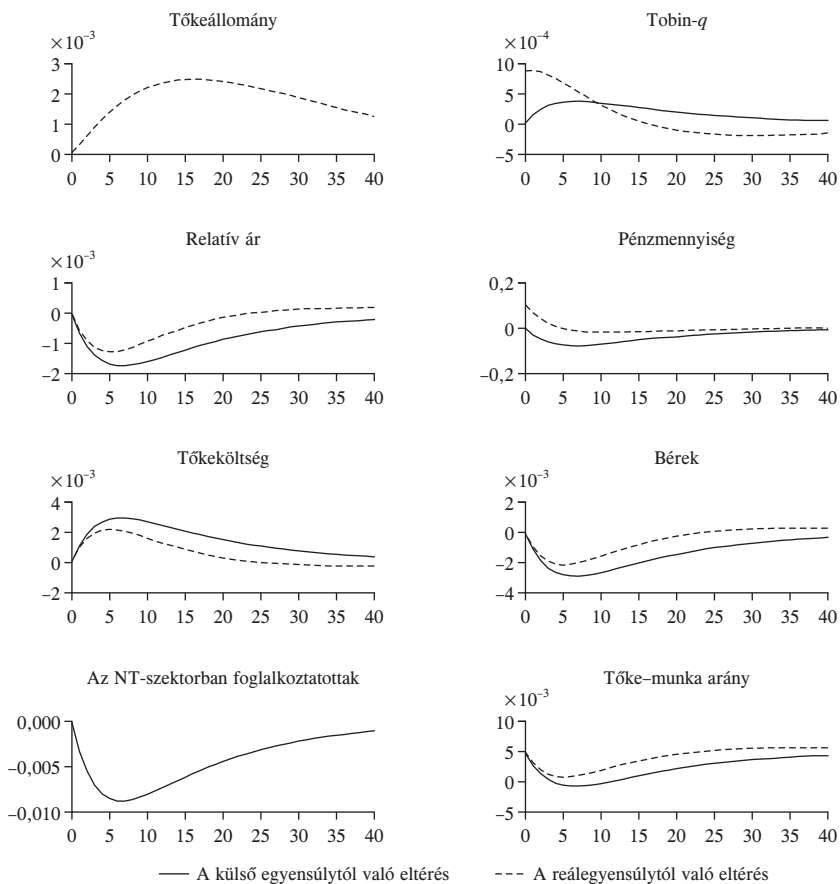 Tőkeállomány
×10⁻³
3
2
1
0
0 5 10 15 20 25 30 35 40
Tobin-q
×10⁻⁴
10
5
0
−5
0 5 10 15 20 25 30 35 40
Relatív ár
×10⁻³
1
0
−1
−2
0 5 10 15 20 25 30 35 40
Pénzmennyiség
0,2
0
−0,2
0 5 10 15 20 25 30 35 40
Tőkeköltség
×10⁻³
4
2
0
−2
0 5 10 15 20 25 30 35 40
Bérek
×10⁻³
2
0
−2
−4
0 5 10 15 20 25 30 35 40
Az NT-szektorban foglalkoztatottak
0,000
−0,005
−0,010
0 5 10 15 20 25 30 35 40
Tőke–munka arány
×10⁻³
10
5
0
−5
0 5 10 15 20 25 30 35 40
A külső egyensúlytól való eltérés
A reálegyensúlytól való eltérés